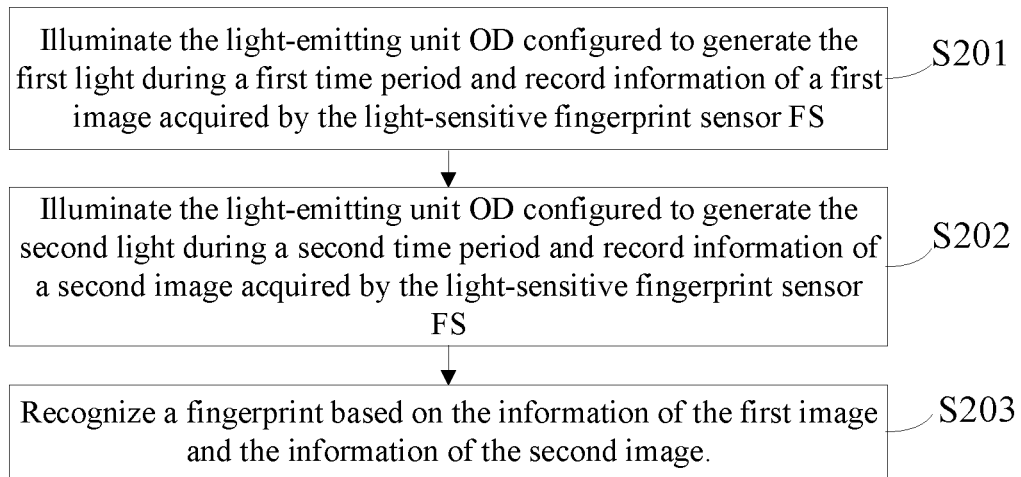 Illuminate the light-emitting unit OD configured to generate the
first light during a first time period and record information of a first
image acquired by the light-sensitive fingerprint sensor FS
S201
Illuminate the light-emitting unit OD configured to generate the
second light during a second time period and record information of
a second image acquired by the light-sensitive fingerprint sensor
FS
S202
Recognize a fingerprint based on the information of the first image
and the information of the second image.
S203